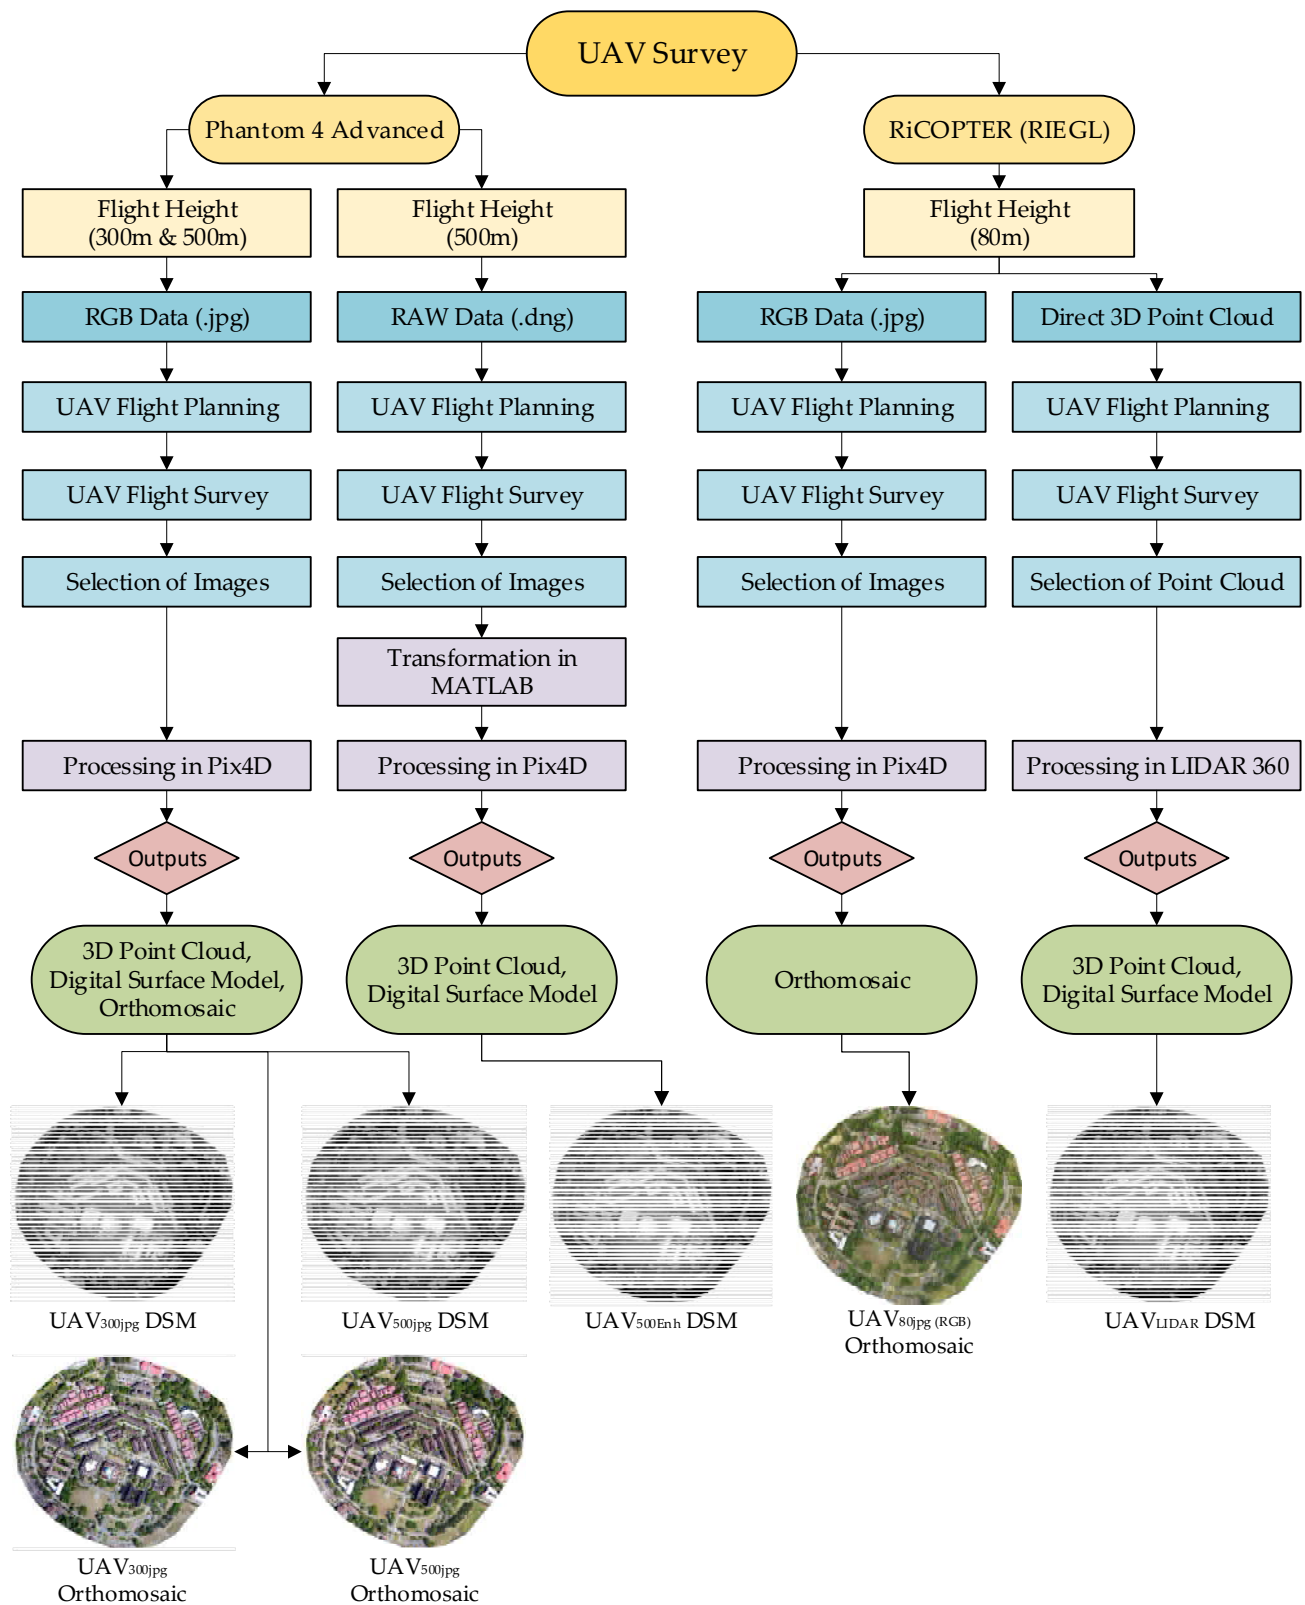 UAV Survey
Phantom 4 Advanced
RiCOPTER (RIEGL)
Flight Height
(300m & 500m)
Flight Height
(500m)
Flight Height
(80m)
RGB Data (.jpg)
RAW Data (.dng)
RGB Data (.jpg)
Direct 3D Point Cloud
UAV Flight Planning
UAV Flight Planning
UAV Flight Planning
UAV Flight Planning
UAV Flight Survey
UAV Flight Survey
UAV Flight Survey
UAV Flight Survey
Selection of Images
Selection of Images
Selection of Images
Selection of Point Cloud
Transformation in
MATLAB
Processing in Pix4D
Processing in Pix4D
Processing in Pix4D
Processing in LIDAR 360
Outputs
Outputs
Outputs
Outputs
3D Point Cloud,
Digital Surface Model,
Orthomosaic
3D Point Cloud,
Digital Surface Model
Orthomosaic
3D Point Cloud,
Digital Surface Model
UAV300jpg DSM
UAV500jpg DSM
UAV500Enh DSM
UAV80jpg (RGB)
Orthomosaic
UAVLIDAR DSM
UAV300jpg
Orthomosaic
UAV500jpg
Orthomosaic